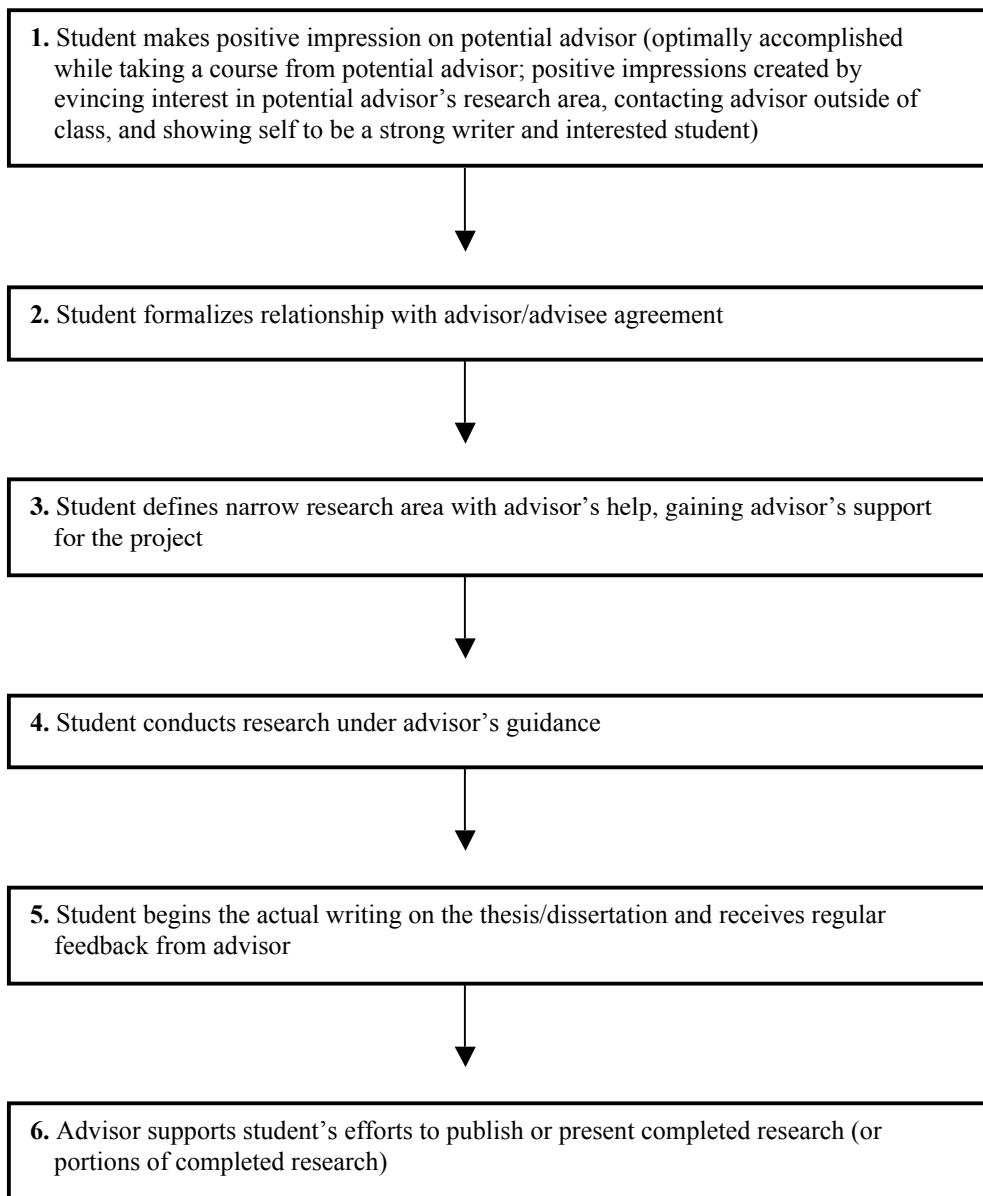 1. Student makes positive impression on potential advisor (optimally accomplished
while taking a course from potential advisor; positive impressions created by
evincing interest in potential advisor’s research area, contacting advisor outside of
class, and showing self to be a strong writer and interested student)
2. Student formalizes relationship with advisor/advisee agreement
3. Student defines narrow research area with advisor’s help, gaining advisor’s support
for the project
4. Student conducts research under advisor’s guidance
5. Student begins the actual writing on the thesis/dissertation and receives regular
feedback from advisor
6. Advisor supports student’s efforts to publish or present completed research (or
portions of completed research)